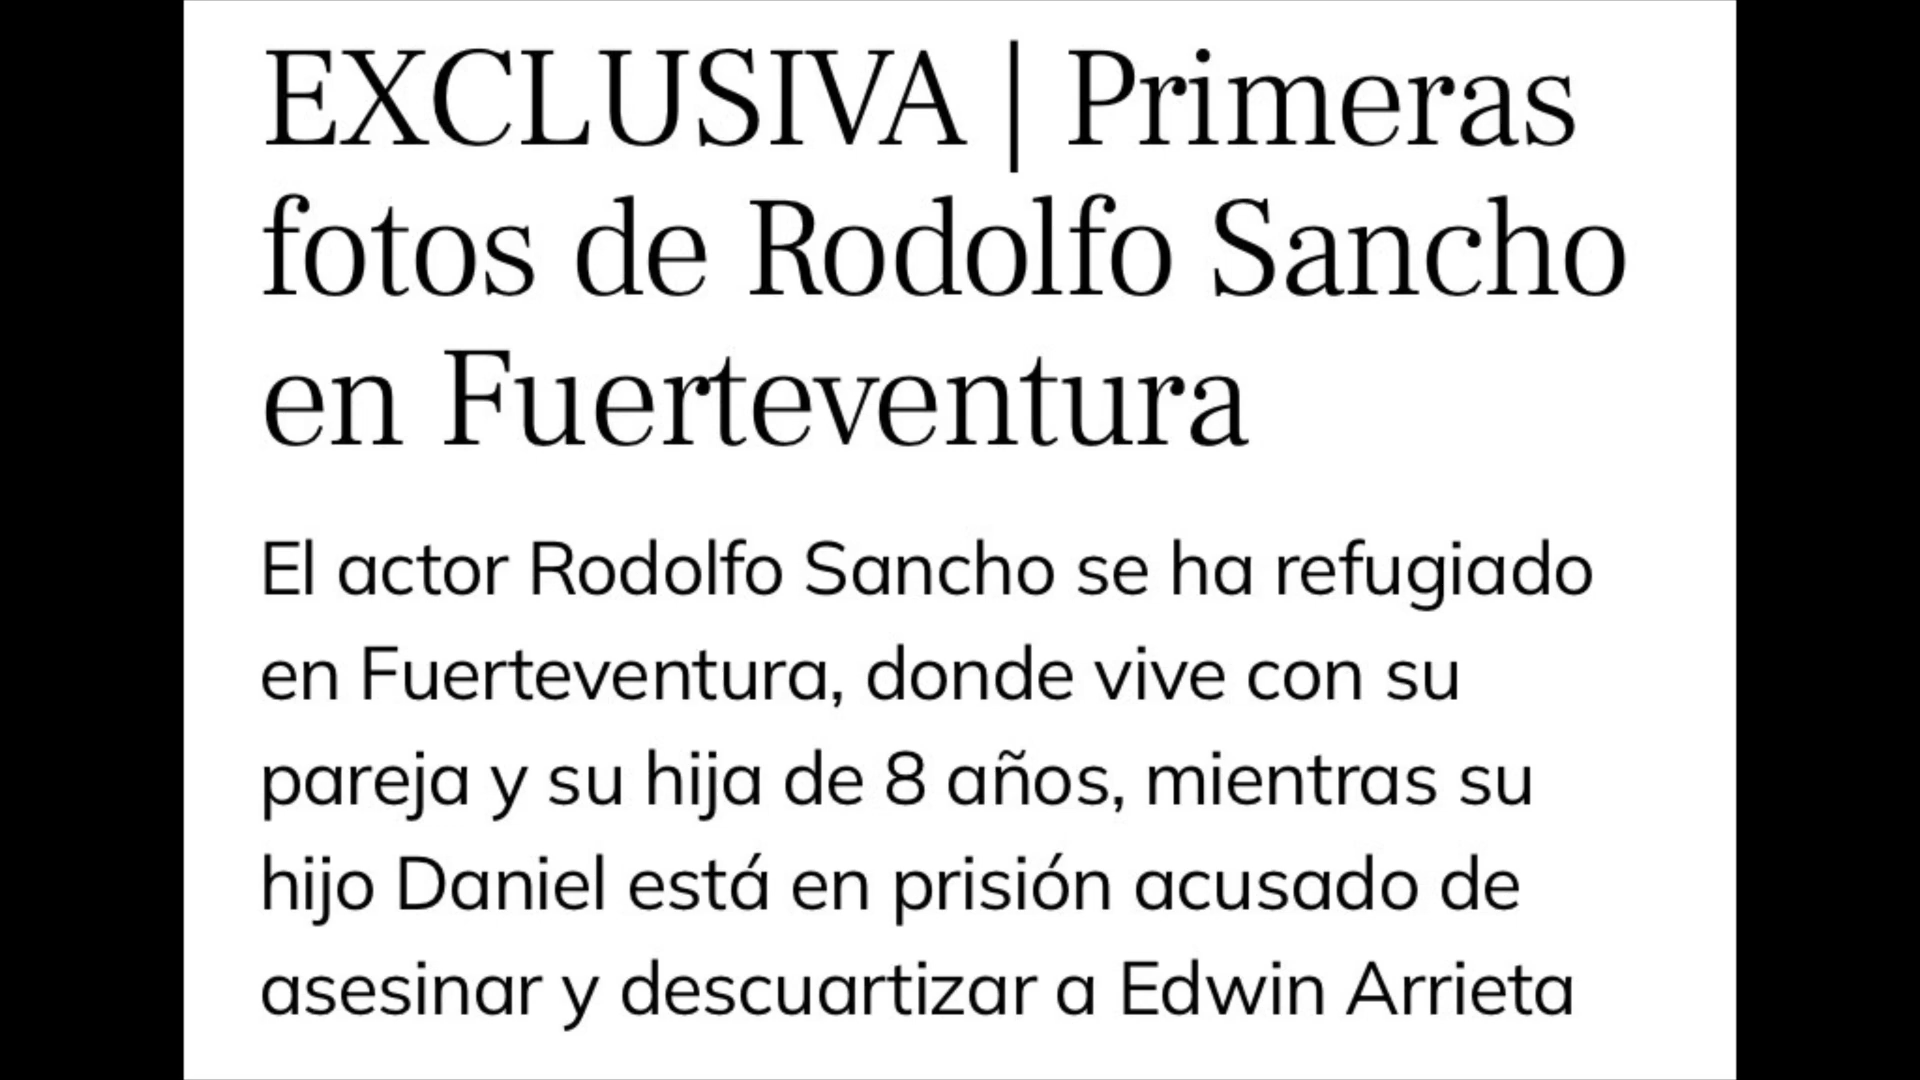 EXCLUSIVA | Primeras
fotos de Rodolfo Sancho
en Fuerteventura
El actor Rodolfo Sancho se ha refugiado
en Fuerteventura, donde vive con su
pareja y su hija de 8 años, mientras su
hijo Daniel está en prisión acusado de
asesinar y descuartizar a Edwin Arrieta